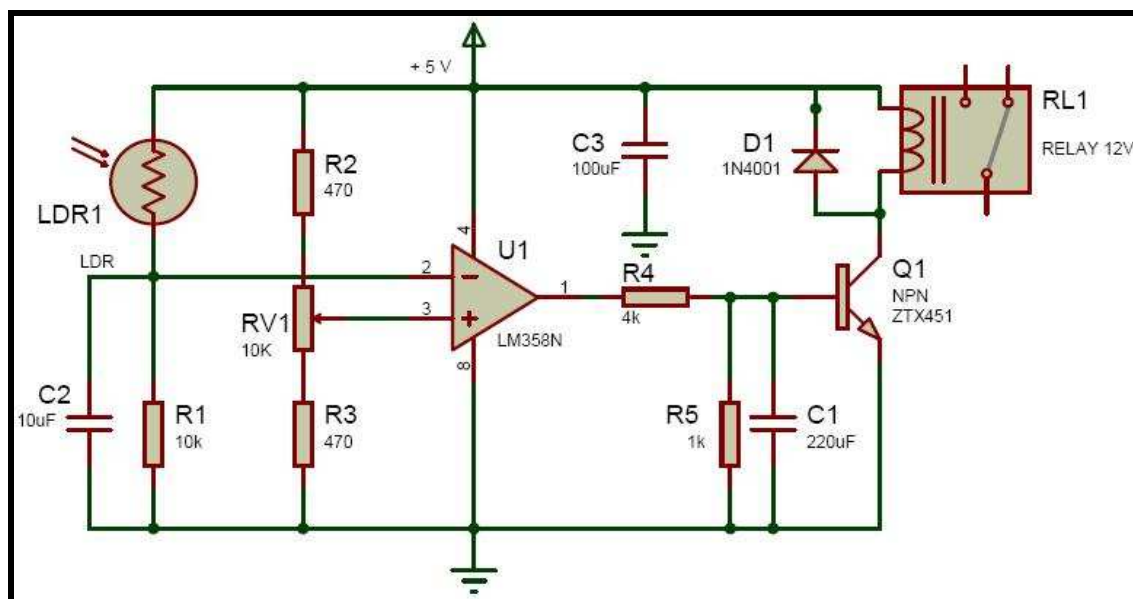 + 5 V
RL1
RELAY 12V
D1
1N4001
C3
100uF
R2
470
LDR1
LDR
4
U1
2
3
1
LM358N
8
R4
4k
Q1
NPN
ZTX451
RV1
10K
C2
10uF
R1
10k
R3
470
R5
1k
C1
220uF